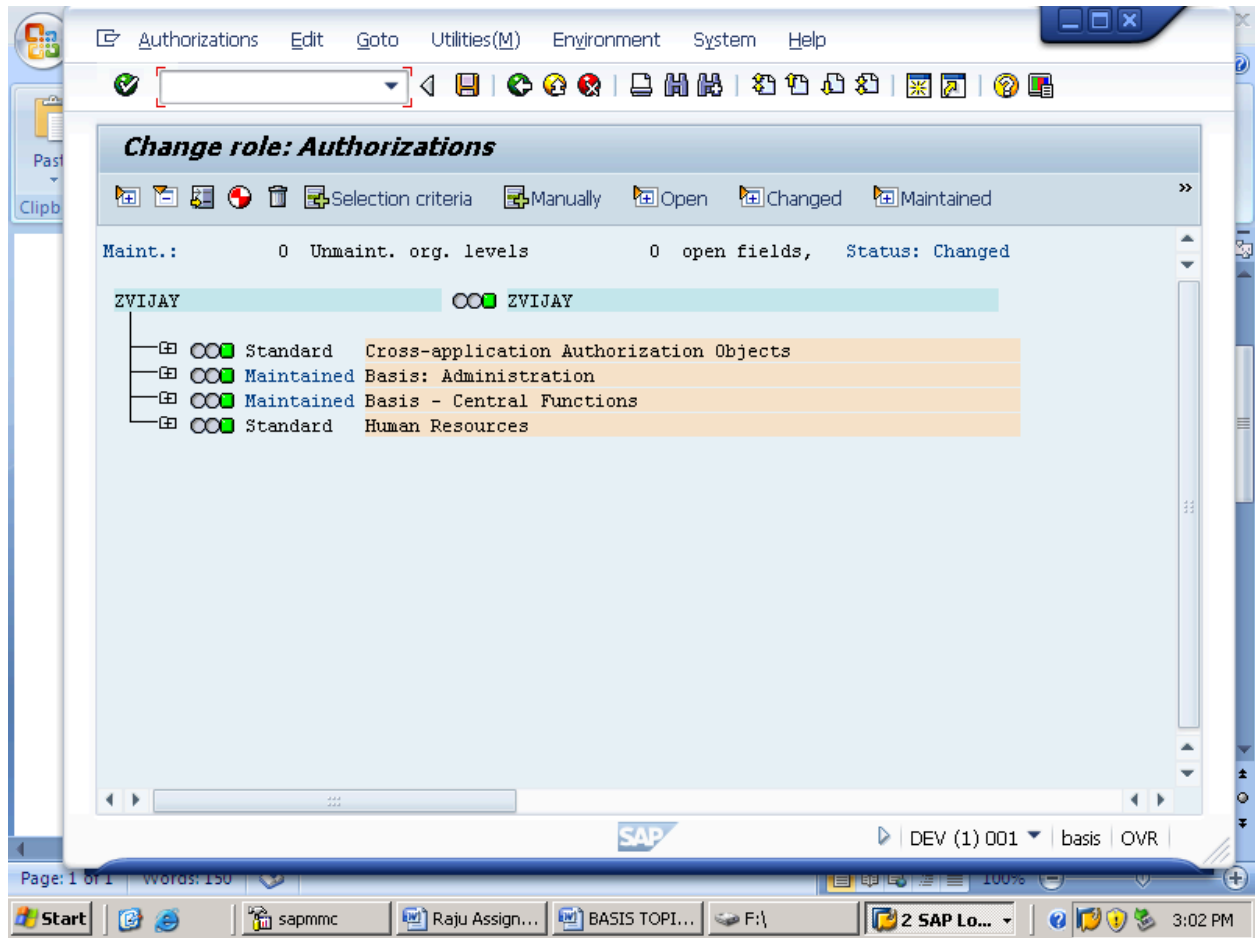 Authorizations Edit Goto Utilities(M) Environment System Help
Change role: Authorizations
Selection criteria Manually Open Changed Maintained »
Maint.: 0 Unmaint. org. levels 0 open fields, Status: Changed
ZVIJAY ZVIJAY
Standard Cross-application Authorization Objects
Maintained Basis: Administration
Maintained Basis - Central Functions
Standard Human Resources
SAP DEV (1) 001 basis OVR
Past
Clipb
Page: 1 of 1 Words: 150 100%
Start sapmmc Raju Assign... BASIS TOPI... F:\ 2 SAP Lo... 3:02 PM